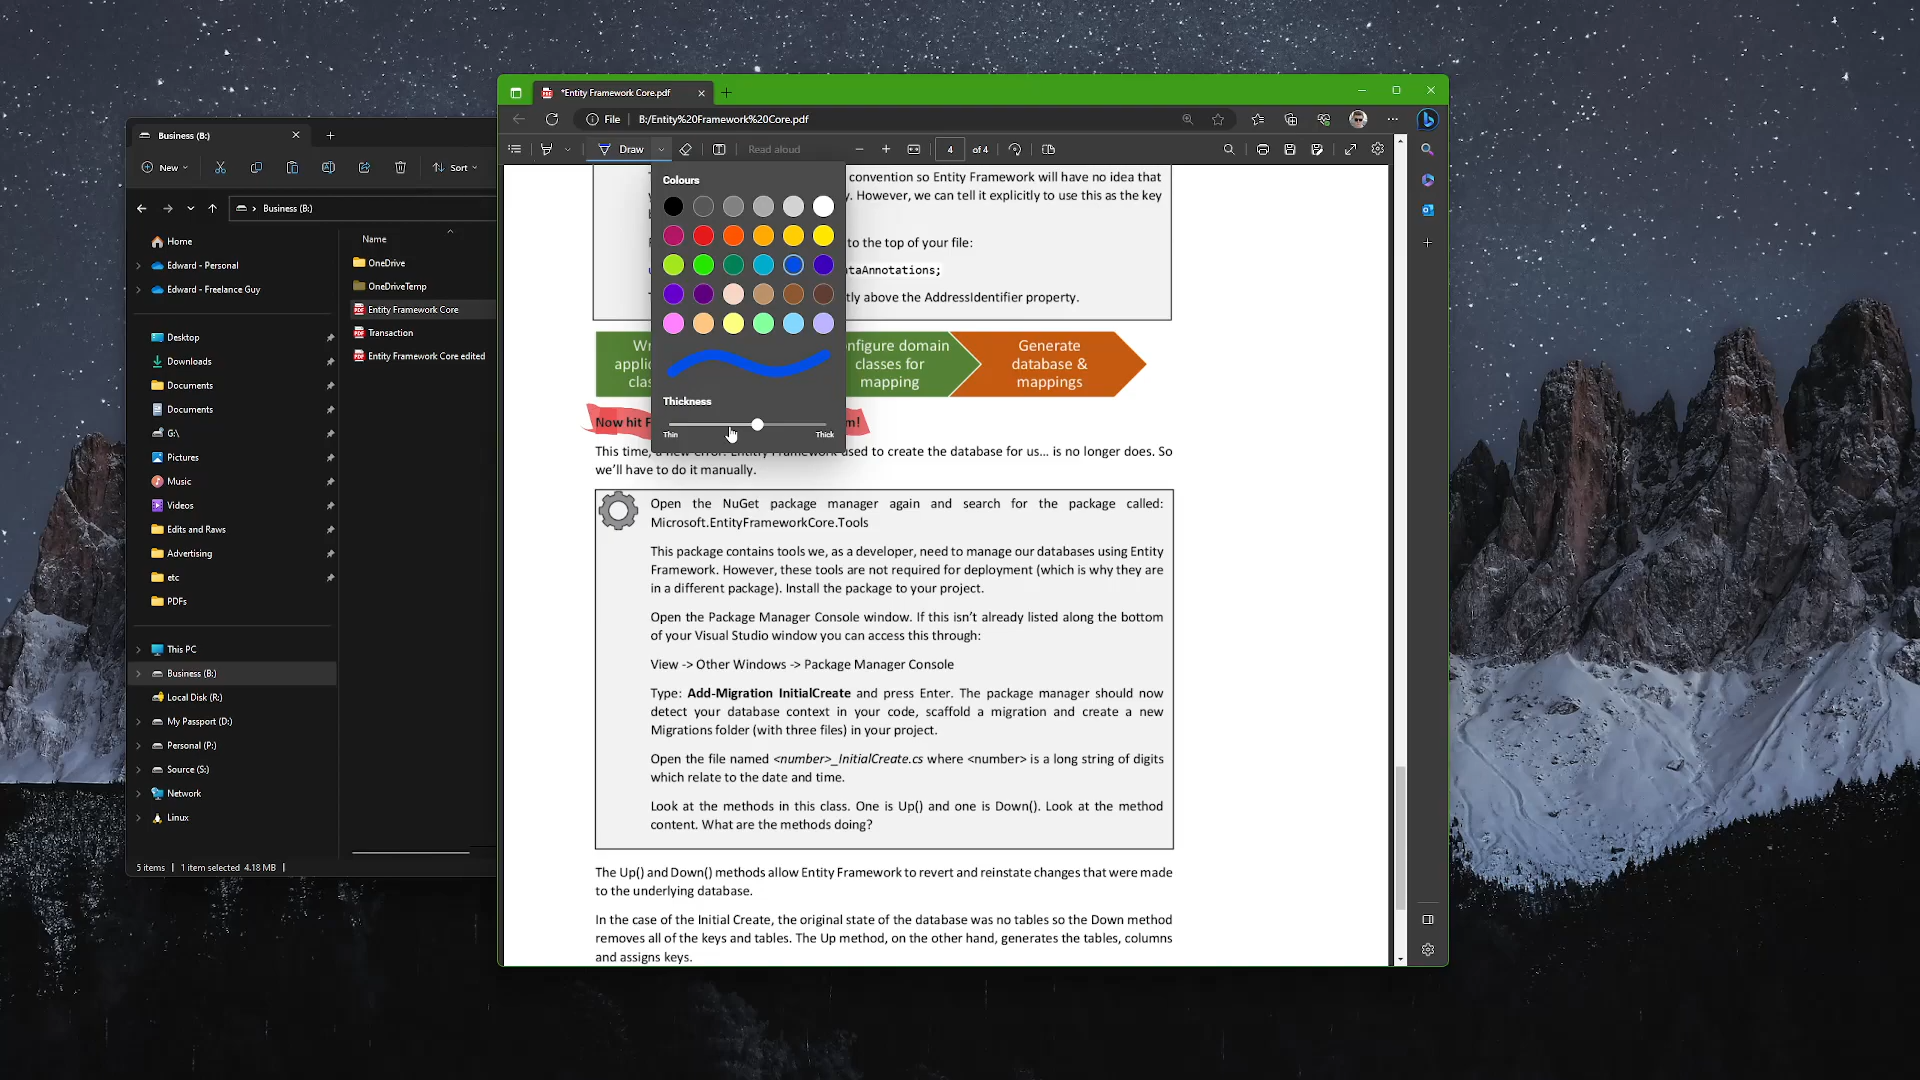 Business (B:)
New
Sort
Business (B:)
Home
Edward - Personal
Edward - Freelance Guy
Desktop
Downloads
Documents
Documents
G:\
Pictures
Music
Videos
Edits and Raws
Advertising
etc
PDFs
This PC
Business (B:)
Local Disk (R:)
My Passport (D:)
Personal (P:)
Source (S:)
Network
Linux
Name
OneDrive
OneDriveTemp
Entity Framework Core
Transaction
Entity Framework Core edited
5 items
1 item selected 4.18 MB
*Entity Framework Core.pdf
File
B:/Entity%20Framework%20Core.pdf
Draw
Read aloud
4
of 4
Colours
Thickness
Thin
Thick
convention so Entity Framework will have no idea that
. However, we can tell it explicitly to use this as the key
to the top of your file:
taAnnotations;
tly above the AddressIdentifier property.
applic
clas
nfigure domain
classes for
mapping
Generate
database &
mappings
Now hit F
m!
This time, a new error! Entity Framework used to create the database for us... is no longer does. So
we'll have to do it manually.
Open the NuGet package manager again and search for the package called:
Microsoft.EntityFrameworkCore.Tools
This package contains tools we, as a developer, need to manage our databases using Entity
Framework. However, these tools are not required for deployment (which is why they are
in a different package). Install the package to your project.
Open the Package Manager Console window. If this isn't already listed along the bottom
of your Visual Studio window you can access this through:
View -> Other Windows -> Package Manager Console
Type: Add-Migration InitialCreate and press Enter. The package manager should now
detect your database context in your code, scaffold a migration and create a new
Migrations folder (with three files) in your project.
Open the file named <number>_InitialCreate.cs where <number> is a long string of digits
which relate to the date and time.
Look at the methods in this class. One is Up() and one is Down(). Look at the method
content. What are the methods doing?
The Up() and Down() methods allow Entity Framework to revert and reinstate changes that were made
to the underlying database.
In the case of the Initial Create, the original state of the database was no tables so the Down method
removes all of the keys and tables. The Up method, on the other hand, generates the tables, columns
and assigns keys.